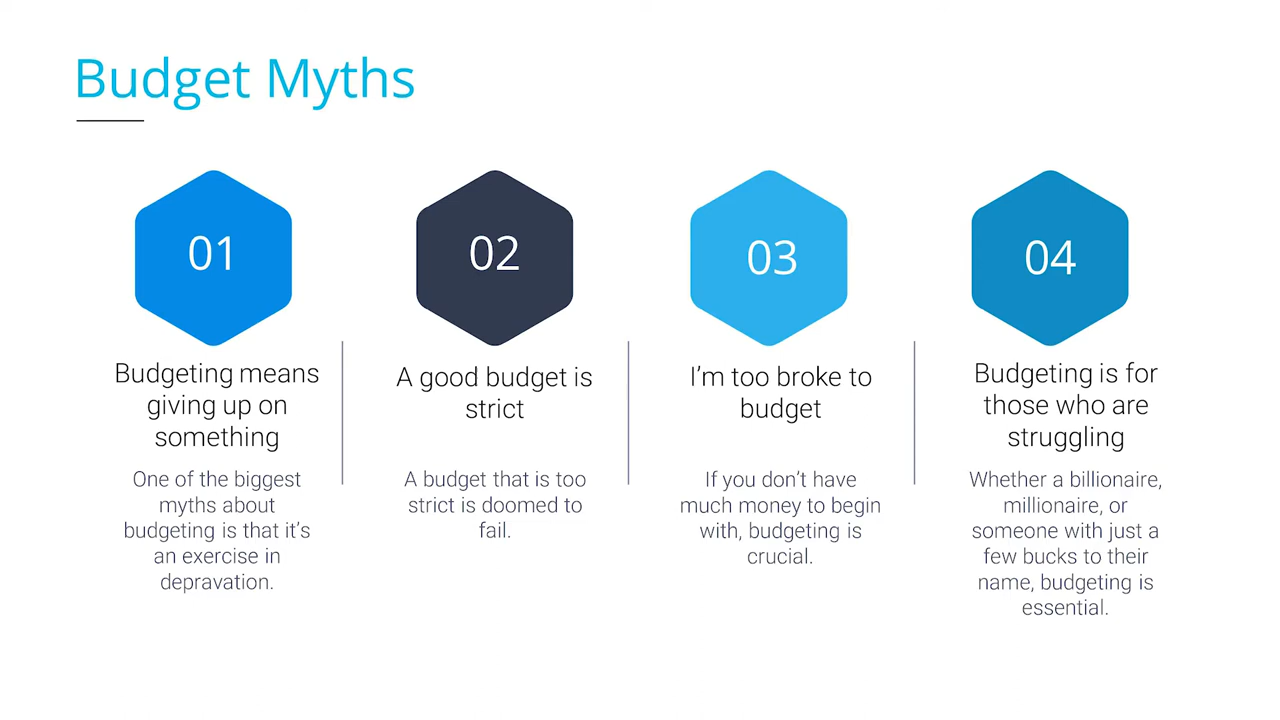 Budget Myths
01
Budgeting means
giving up on
something
One of the biggest
myths about
budgeting is that it's
an exercise in
depravation.
02
A good budget is
strict
A budget that is too
strict is doomed to
fail.
03
I'm too broke to
budget
If you don't have
much money to begin
with, budgeting is
crucial.
04
Budgeting is for
those who are
struggling
Whether a billionaire,
millionaire, or
someone with just a
few bucks to their
name, budgeting is
essential.